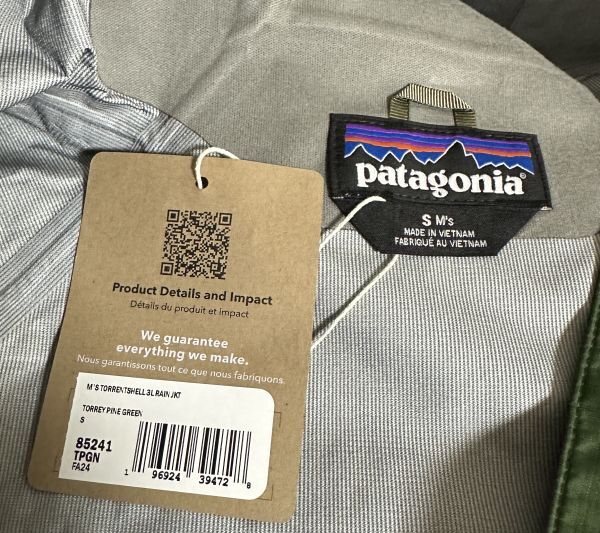 patagonia®
S M's
MADE IN VIETNAM
FABRIQUÉ AU VIETNAM
Product Details and Impact
Détails du produit et impact
We guarantee
everything we make.
Nous garantissons tout ce que nous fabriquons.
M'S TORRENTSHELL 3L RAIN JKT
TORREY PINE GREEN
S
85241
TPGN
FA24
1 96924 39472 8